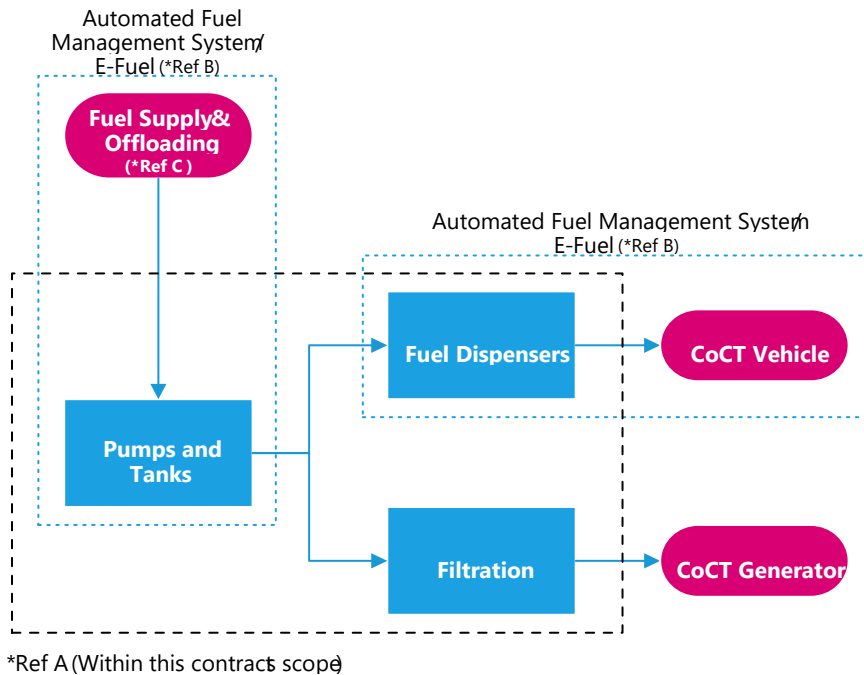 Automated Fuel
Management System/
E-Fuel (*Ref B)
Fuel Supply&
Offloading
(*Ref C )
Automated Fuel Management System/
E-Fuel (*Ref B)
Fuel Dispensers
CoCT Vehicle
Pumps and
Tanks
Filtration
CoCT Generator
*Ref A (Within this contracts scope)